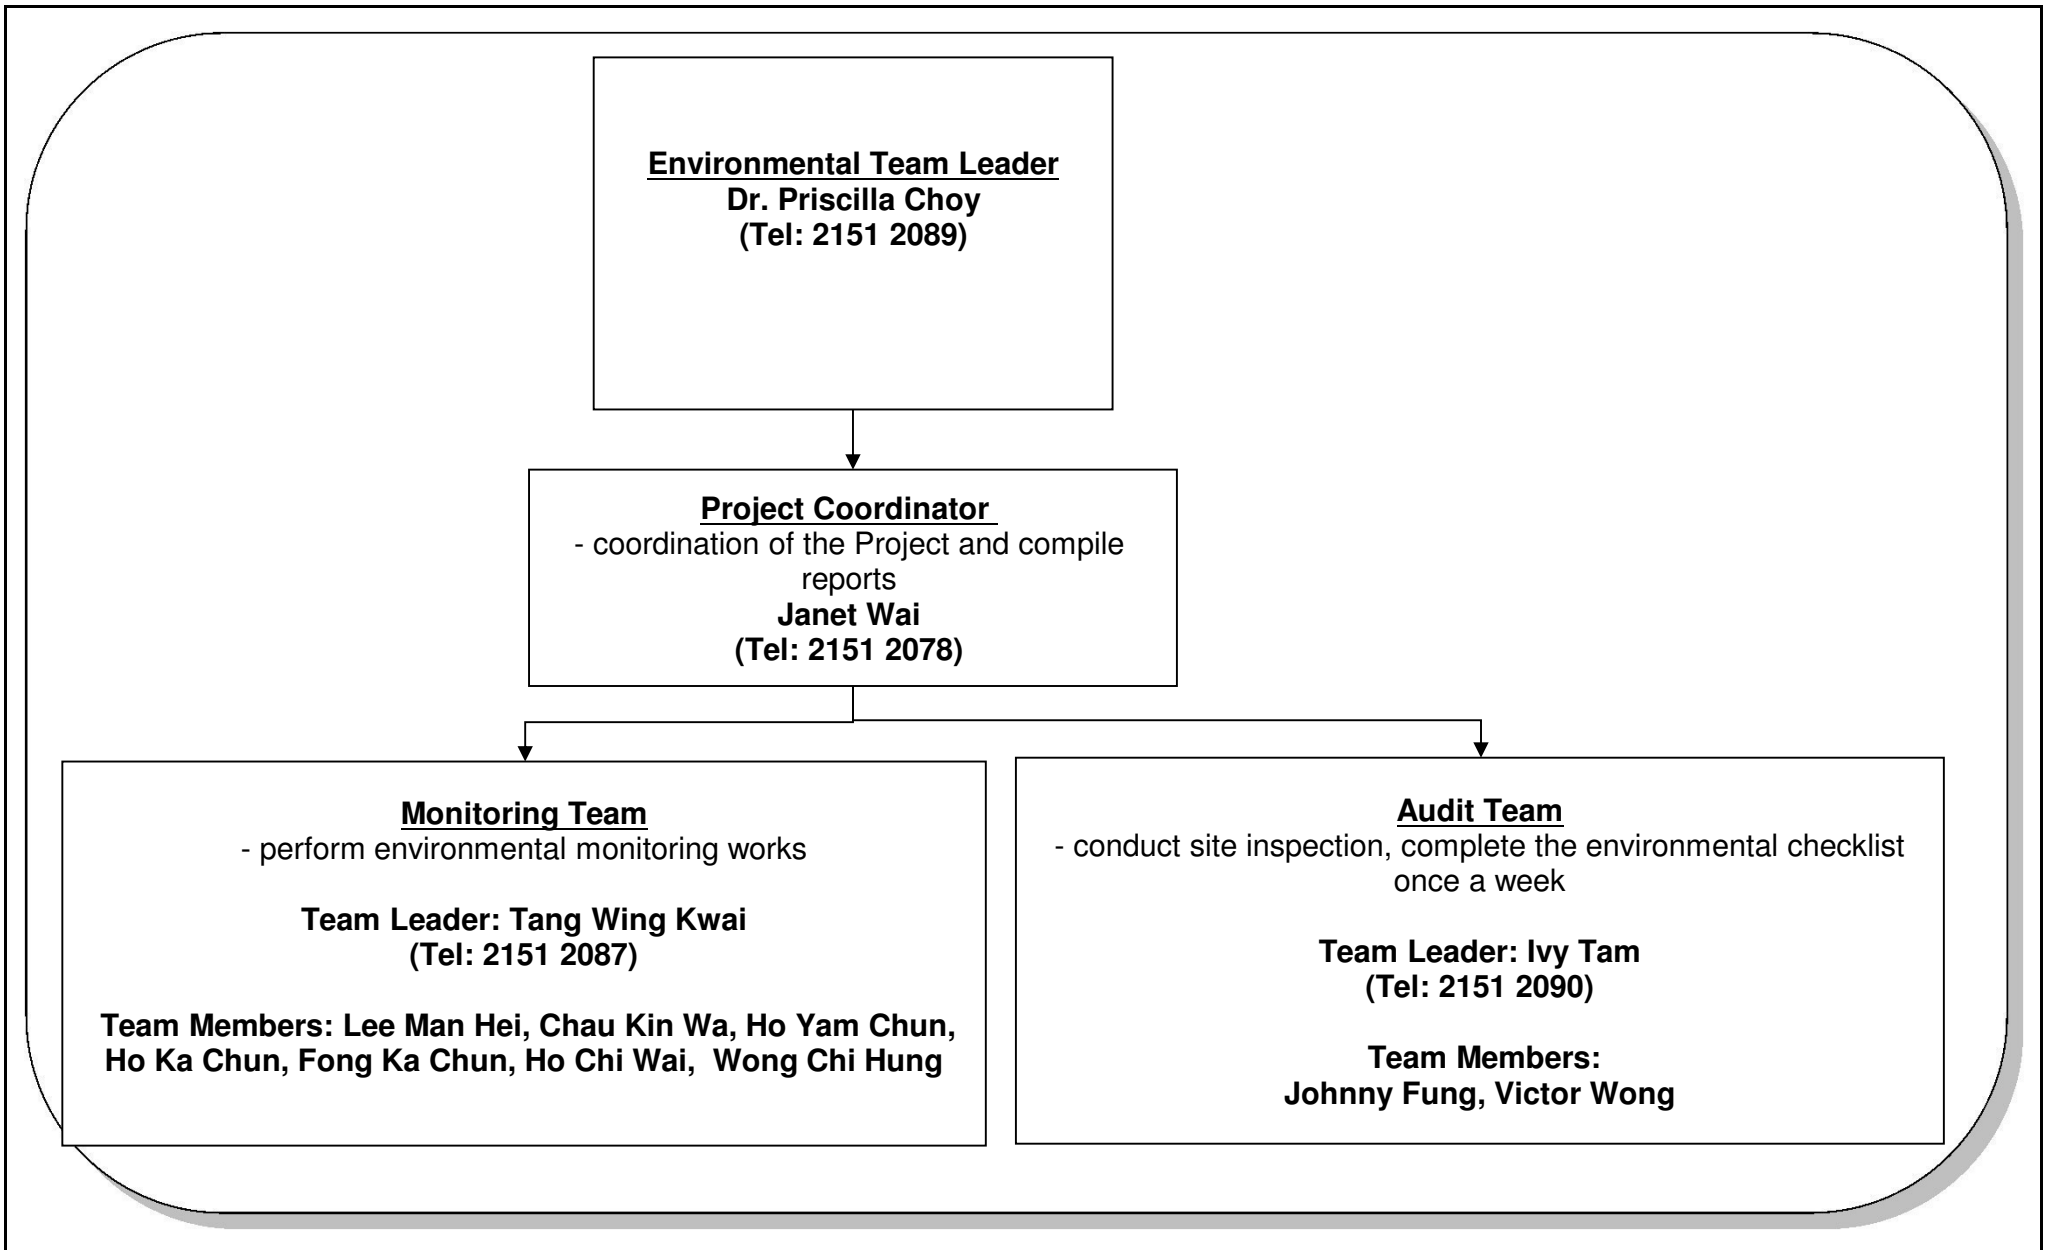 Environmental Team Leader
Dr. Priscilla Choy
(Tel: 2151 2089)
Project Coordinator
- coordination of the Project and compile
reports
Janet Wai
(Tel: 2151 2078)
Monitoring Team
- perform environmental monitoring works
Team Leader: Tang Wing Kwai
(Tel: 2151 2087)
Team Members: Lee Man Hei, Chau Kin Wa, Ho Yam Chun,
Ho Ka Chun, Fong Ka Chun, Ho Chi Wai, Wong Chi Hung
Audit Team
- conduct site inspection, complete the environmental checklist
once a week
Team Leader: Ivy Tam
(Tel: 2151 2090)
Team Members:
Johnny Fung, Victor Wong